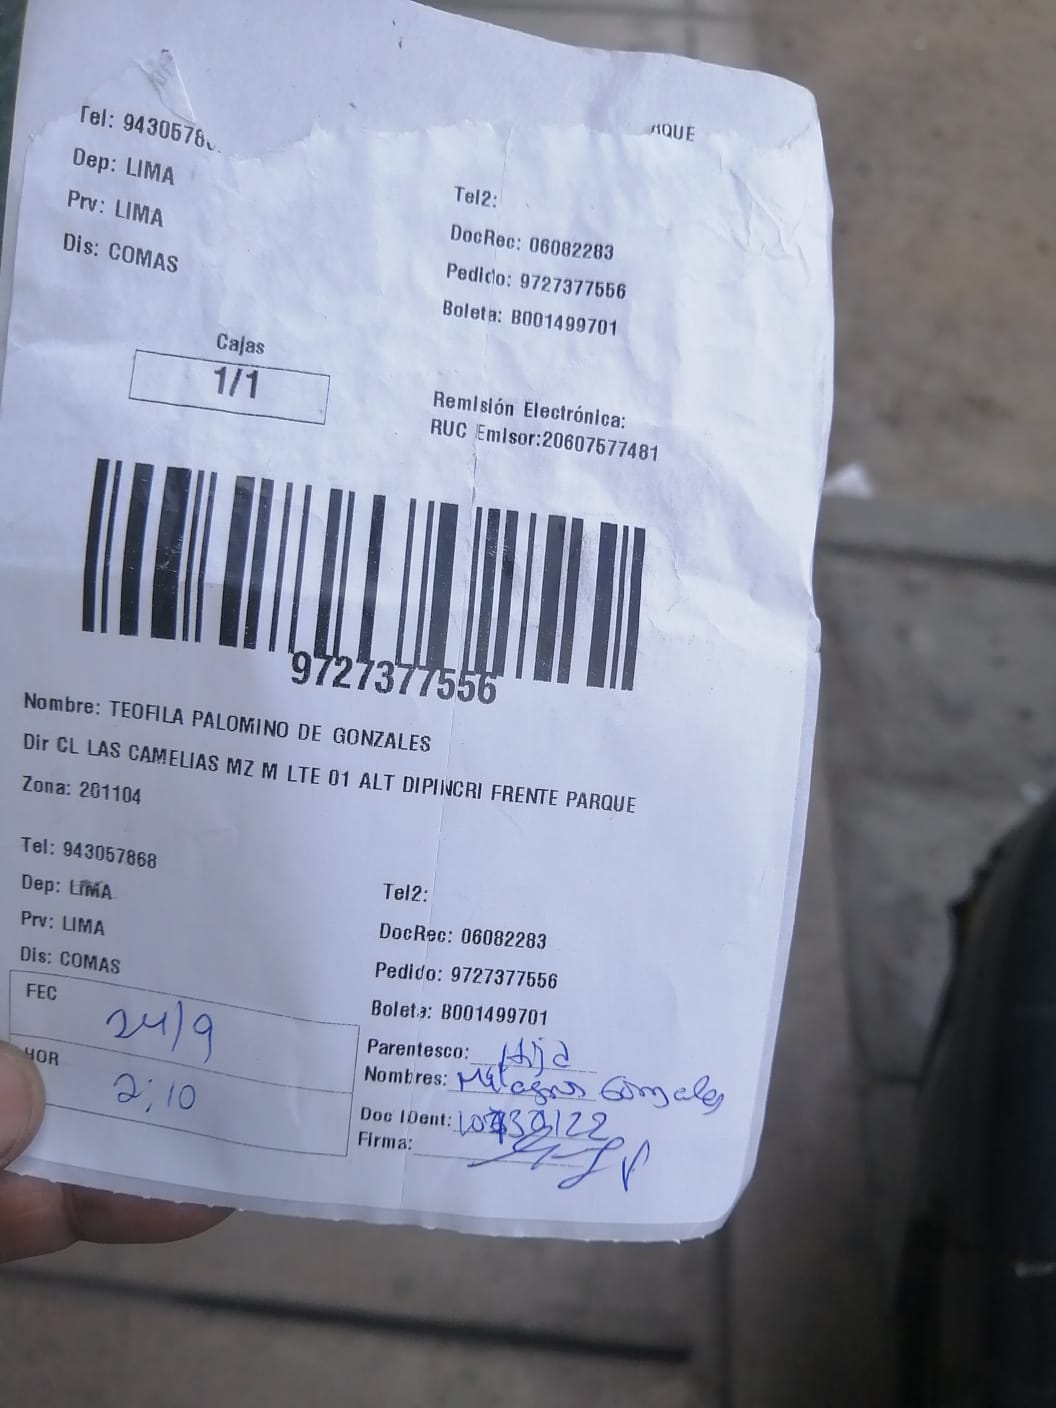 Tel: 9430578
AQUE
Dep: LIMA
Prv: LIMA
Dis: COMAS
Tel2:
DocRec: 06082283
Pedido: 9727377556
Boleta: B001499701
Cajas
1/1
Remisión Electrónica:
RUC Emisor:20607577481
9727377556
Nombre: TEOFILA PALOMINO DE GONZALES
Dir CL LAS CAMELIAS MZ M LTE 01 ALT DIPINCRI FRENTE PARQUE
Zona: 201104
Tel: 943057868
Dep: LIMA
Prv: LIMA
Dis: COMAS
Tel2:
DocRec: 06082283
Pedido: 9727377556
Boleta: B001499701
FEC 24/9
HOR 2:10
Parentesco: Hija
Nombres: Milagros Gonzales
Doc IDent:
Firma: